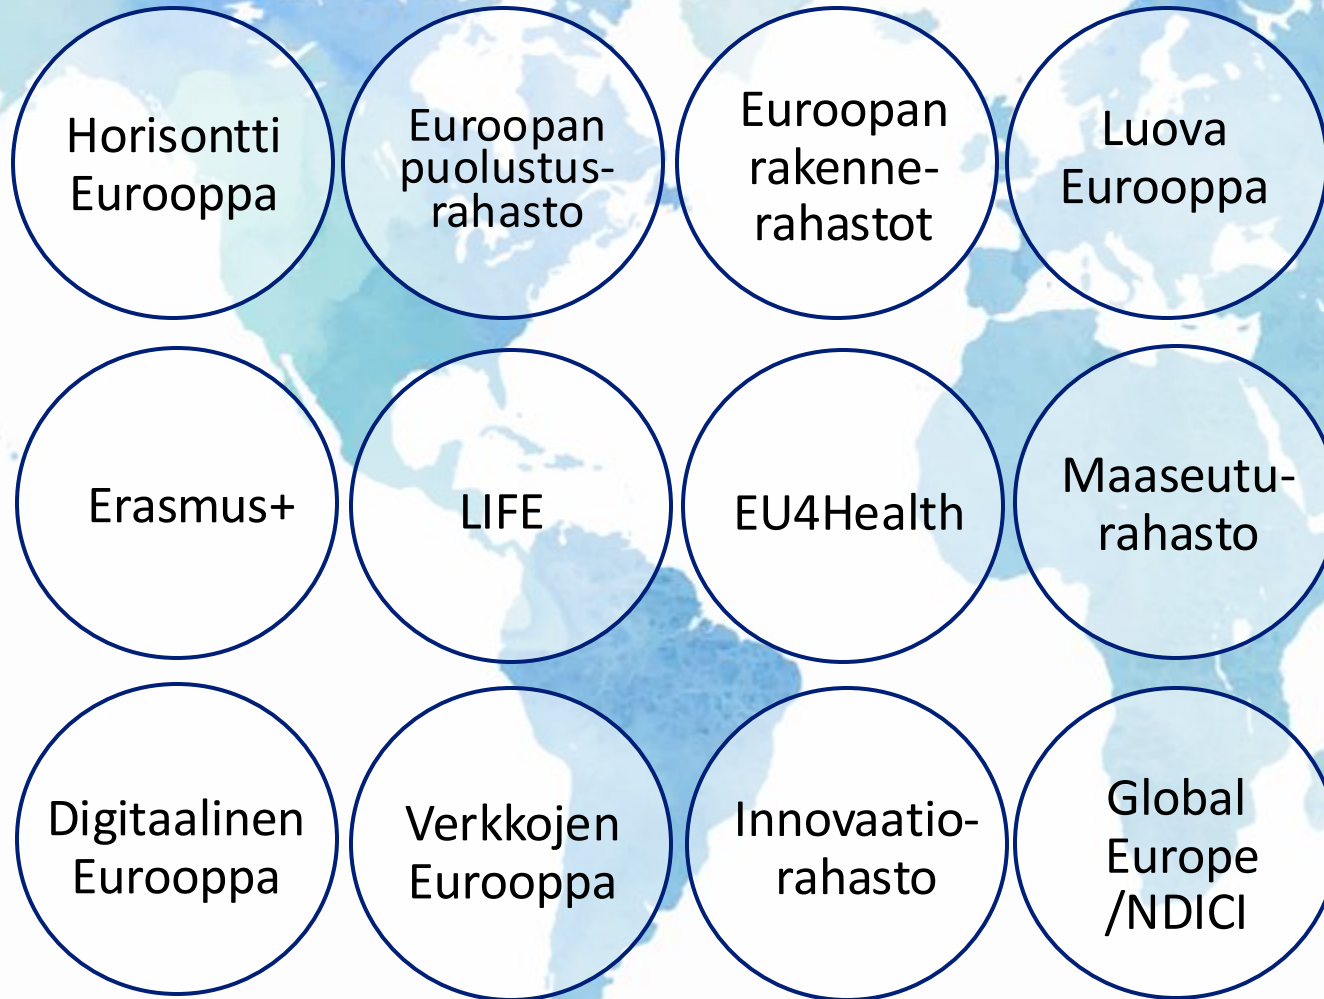 Horisontti
Eurooppa
Euroopan
puolustus-
rahasto
Euroopan
rakenne-
rahastot
Luova
Eurooppa
Erasmus+
LIFE
EU4Health
Maaseutu-
rahasto
Digitaalinen
Eurooppa
Verkkojen
Eurooppa
Innovaatio-
rahasto
Global
Europe
/NDICI